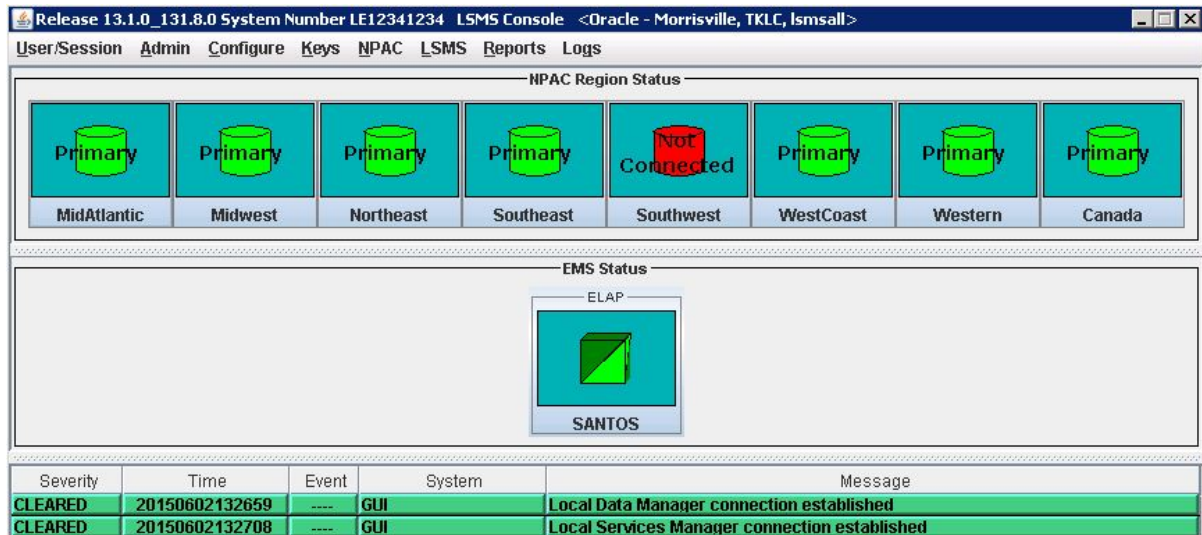 Release 13.1.0_131.8.0 System Number LE12341234 LSMS Console <Oracle - Morrisville, TKLC, lsmsall>
User/Session Admin Configure Keys NPAC LSMS Reports Logs
NPAC Region Status
Primary Primary Primary Primary Not Connected Primary Primary Primary
MidAtlantic Midwest Northeast Southeast Southwest WestCoast Western Canada
EMS Status
ELAP
SANTOS
Severity Time Event System Message
CLEARED 20150602132659 ---- GUI Local Data Manager connection established
CLEARED 20150602132708 ---- GUI Local Services Manager connection established